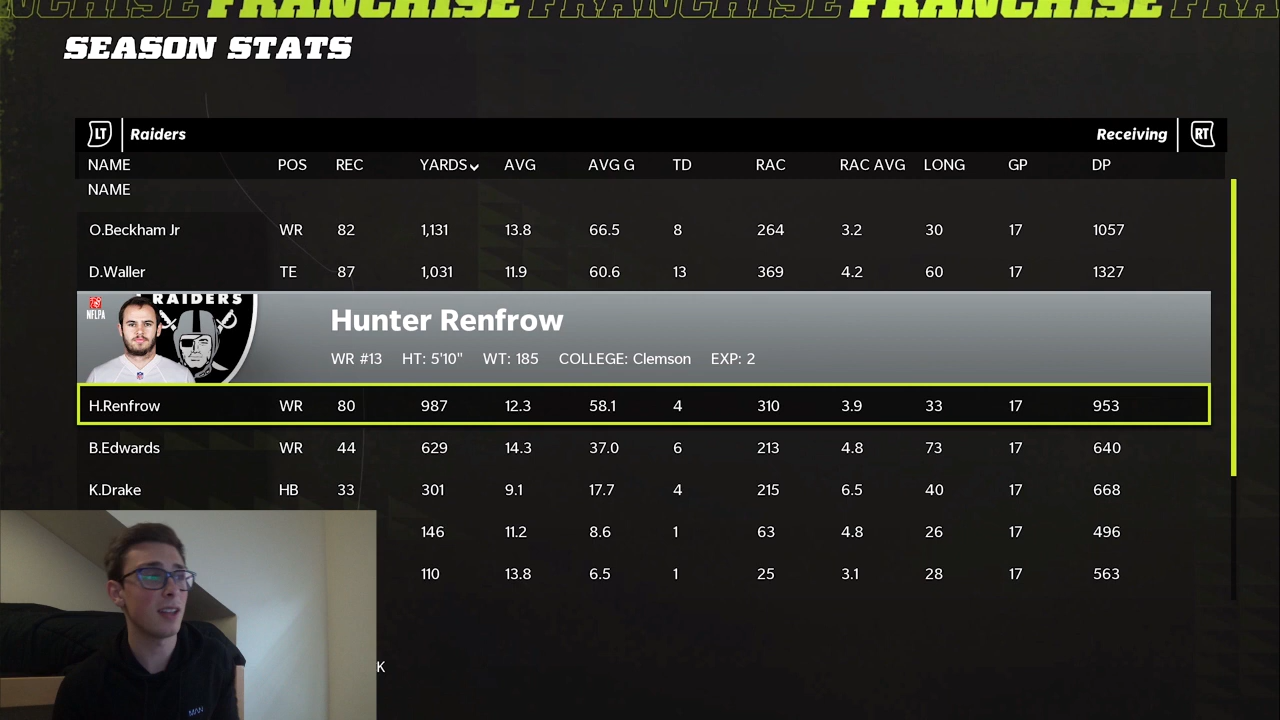 FRANCHISE FRANCHISE FRANCHISE FRANCHISE FRA
SEASON STATS
LT Raiders Receiving RT
NAME POS REC YARDS AVG AVG G TD RAC RAC AVG LONG GP DP
NAME
O.Beckham Jr WR 82 1,131 13.8 66.5 8 264 3.2 30 17 1057
D.Waller TE 87 1,031 11.9 60.6 13 369 4.2 60 17 1327
NFLPA RAIDERS
Hunter Renfrow
WR #13 HT: 5'10" WT: 185 COLLEGE: Clemson EXP: 2
H.Renfrow WR 80 987 12.3 58.1 4 310 3.9 33 17 953
B.Edwards WR 44 629 14.3 37.0 6 213 4.8 73 17 640
K.Drake HB 33 301 9.1 17.7 4 215 6.5 40 17 668
146 11.2 8.6 1 63 4.8 26 17 496
110 13.8 6.5 1 25 3.1 28 17 563
K